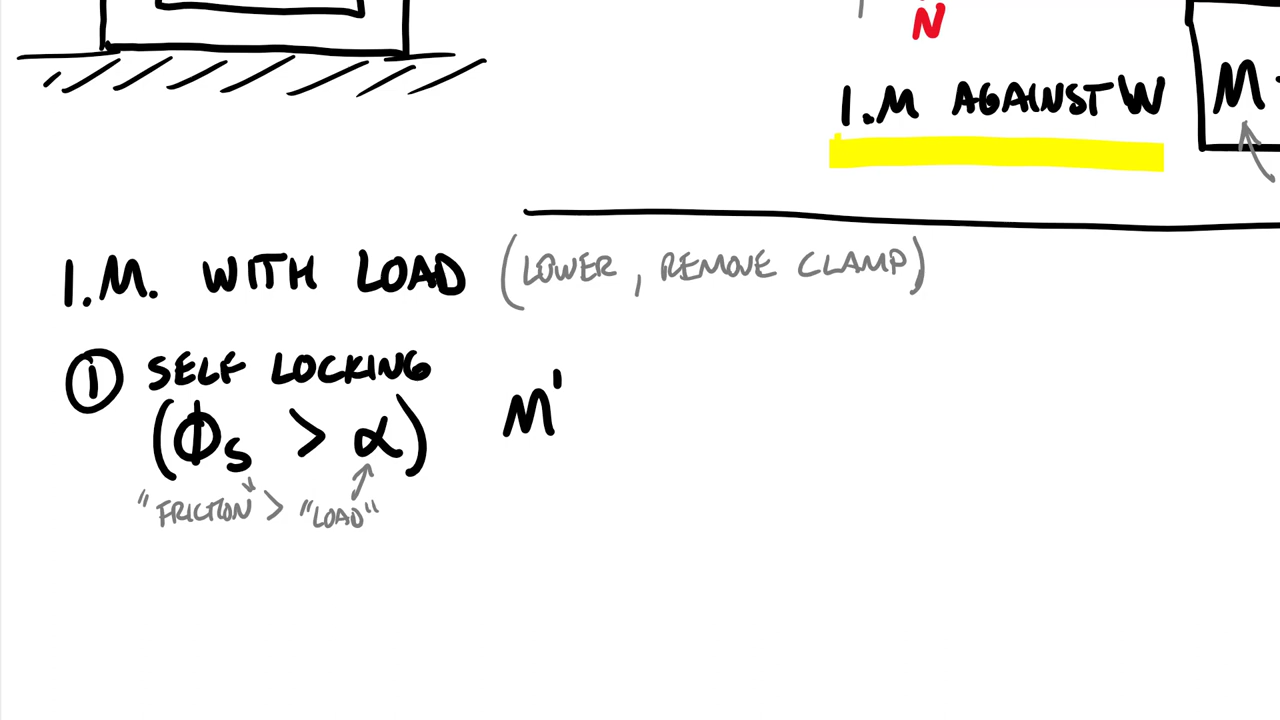 N
I.M AGAINST W
M
I.M. WITH LOAD (LOWER, REMOVE CLAMP)
① SELF LOCKING
(ϕs > α) M'
"FRICTION" > "LOAD"